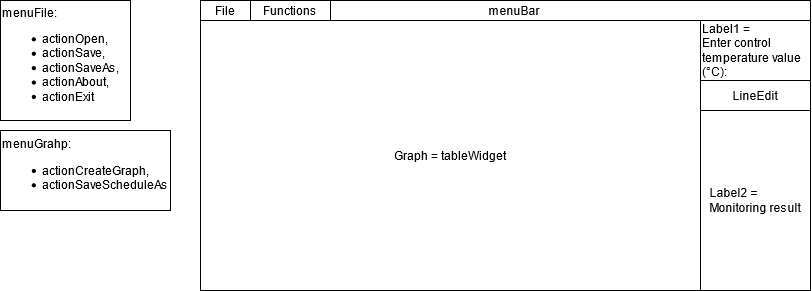 menuFile:
• actionOpen,
• actionSave,
• actionSaveAs,
• actionAbout,
• actionExit
menuGrahp:
• actionCreateGraph,
• actionSaveScheduleAs
File
Functions
menuBar
Label1 =
Enter control
temperature value
(°C):
LineEdit
Graph = tableWidget
Label2 =
Monitoring result